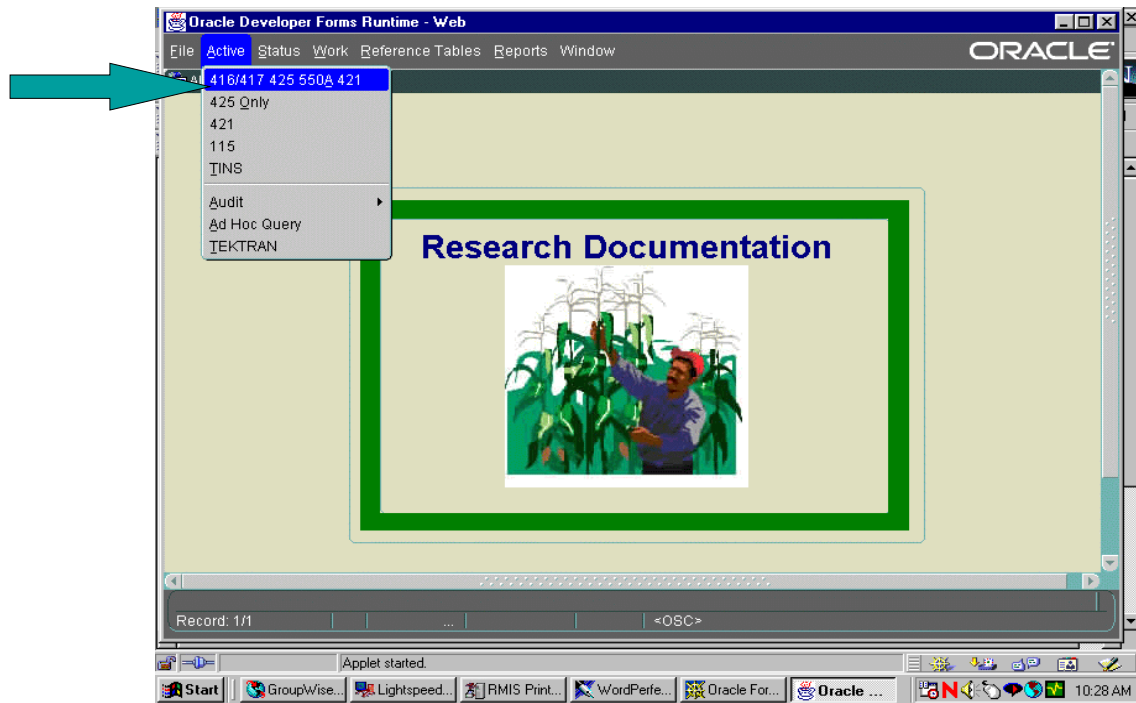 Oracle Developer Forms Runtime - Web
File Active Status Work Reference Tables Reports Window ORACLE
416/417 425 550A 421
425 Only
421
115
TINS
Audit
Ad Hoc Query
TEKTRAN
Research Documentation
Record: 1/1 ... <OSC>
Applet started.
Start GroupWise... Lightspeed... RMIS Print... WordPerfe... Oracle For... Oracle ... 10:28 AM